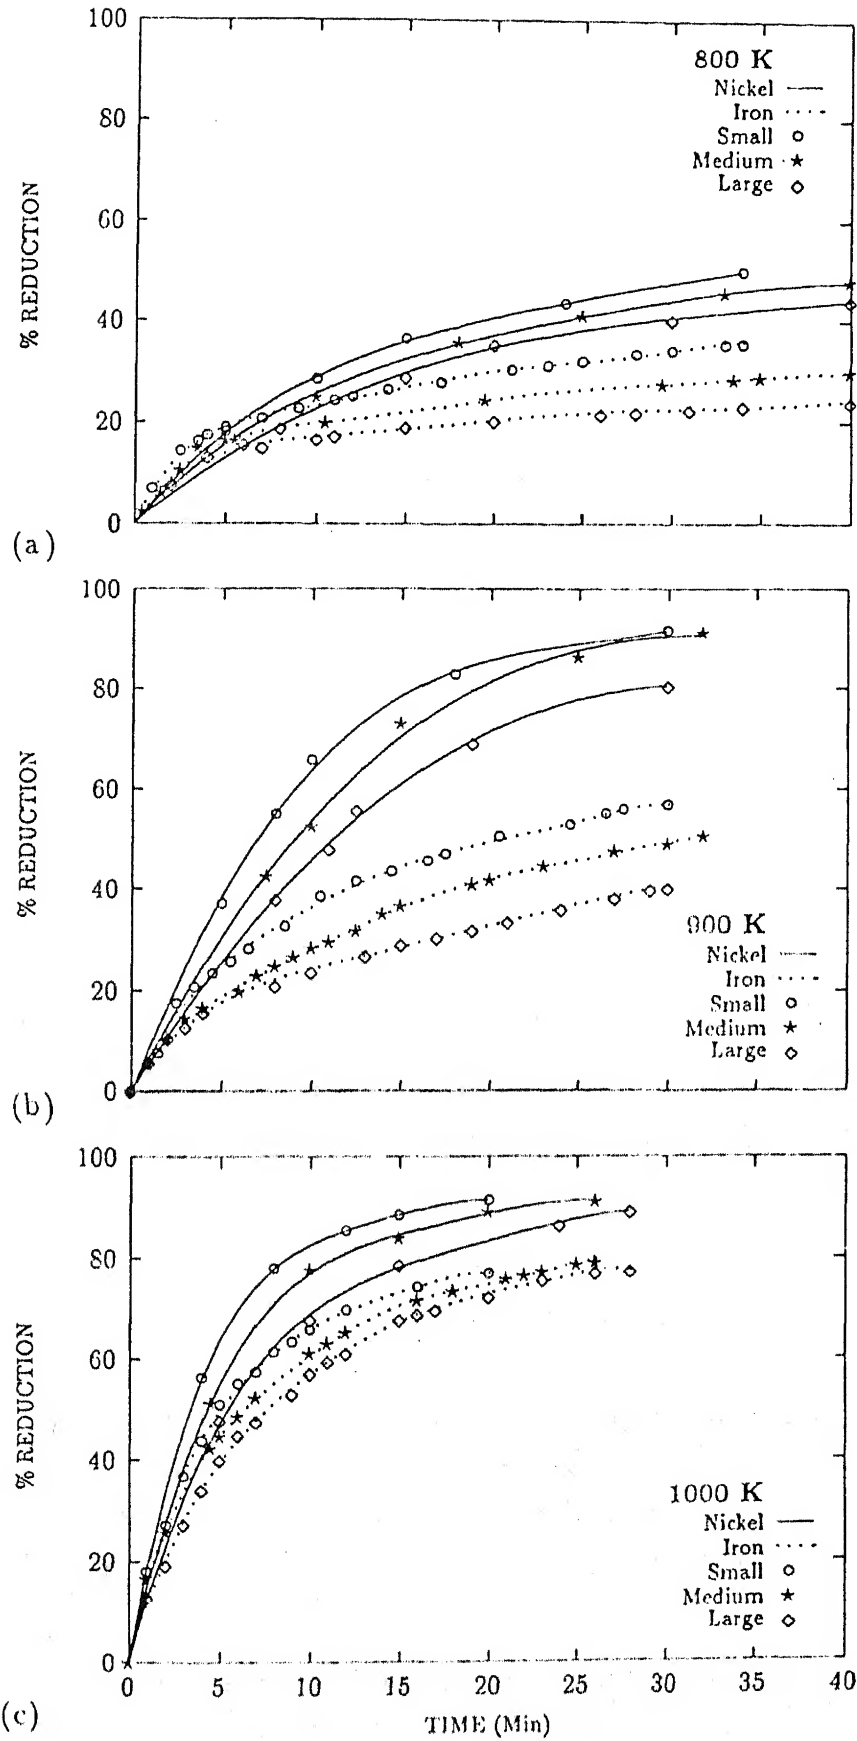 100
80
60
40
20
0
% REDUCTION
800 K
Nickel
Iron
Small
Medium
Large
(a)
100
80
60
40
20
0
% REDUCTION
900 K
Nickel
Iron
Small
Medium
Large
(b)
100
80
60
40
20
0
% REDUCTION
1000 K
Nickel
Iron
Small
Medium
Large
0 5 10 15 20 25 30 35 40
TIME (Min)
(c)